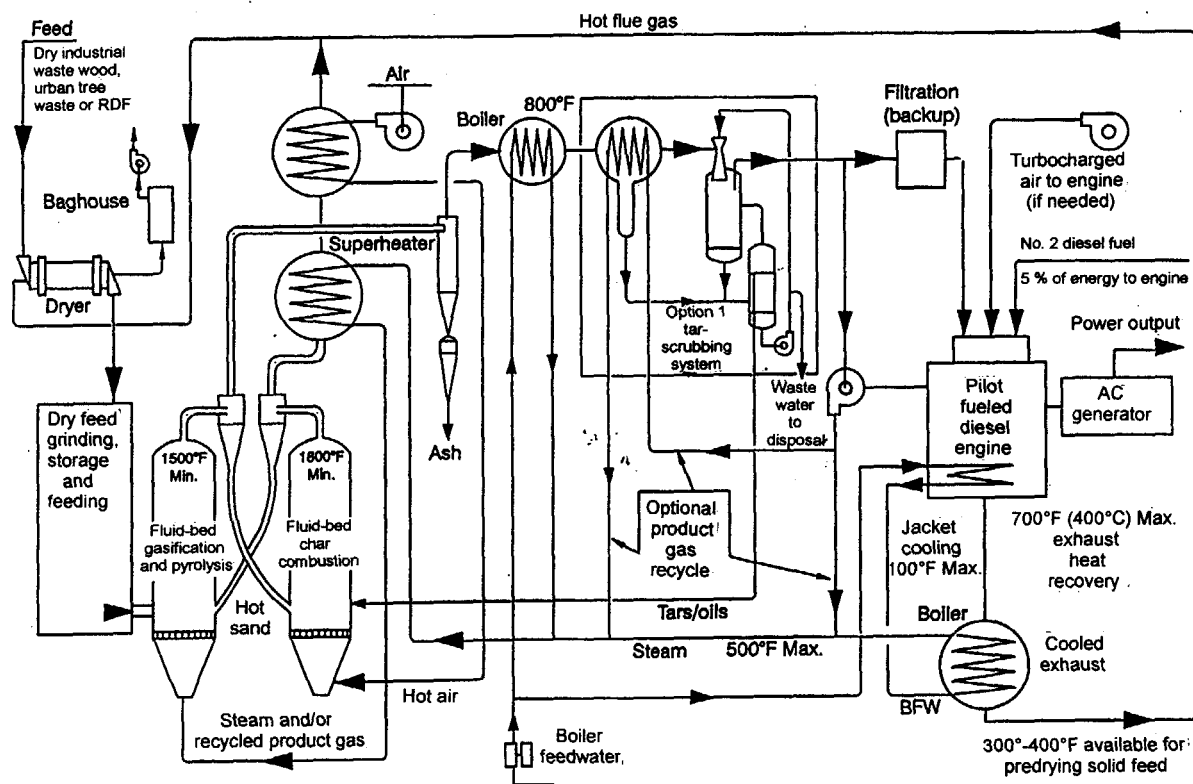 Feed
Dry industrial
waste wood,
urban tree
waste or RDF
Hot flue gas
Air
Boiler
800°F
Filtration
(backup)
Turbocharged
air to engine
(if needed)
Baghouse
Superheater
No. 2 diesel fuel
5 % of energy to engine
Dryer
Option 1
tar-
scrubbing
system
Power output
Waste
water
to
disposal
Pilot
fueled
diesel
engine
AC
generator
Dry feed
grinding,
storage
and
feeding
1500°F
Min.
1800°F
Min.
Ash
Fluid-bed
gasification
and pyrolysis
Fluid-bed
char
combustion
Optional
product
gas
recycle
Jacket
cooling
100°F Max.
700°F (400°C) Max.
exhaust
heat
recovery
Hot
sand
Tars/oils
Boiler
Steam
500°F Max.
Cooled
exhaust
Hot air
BFW
Steam and/or
recycled product gas
Boiler
feedwater,
300°-400°F available for
predrying solid feed